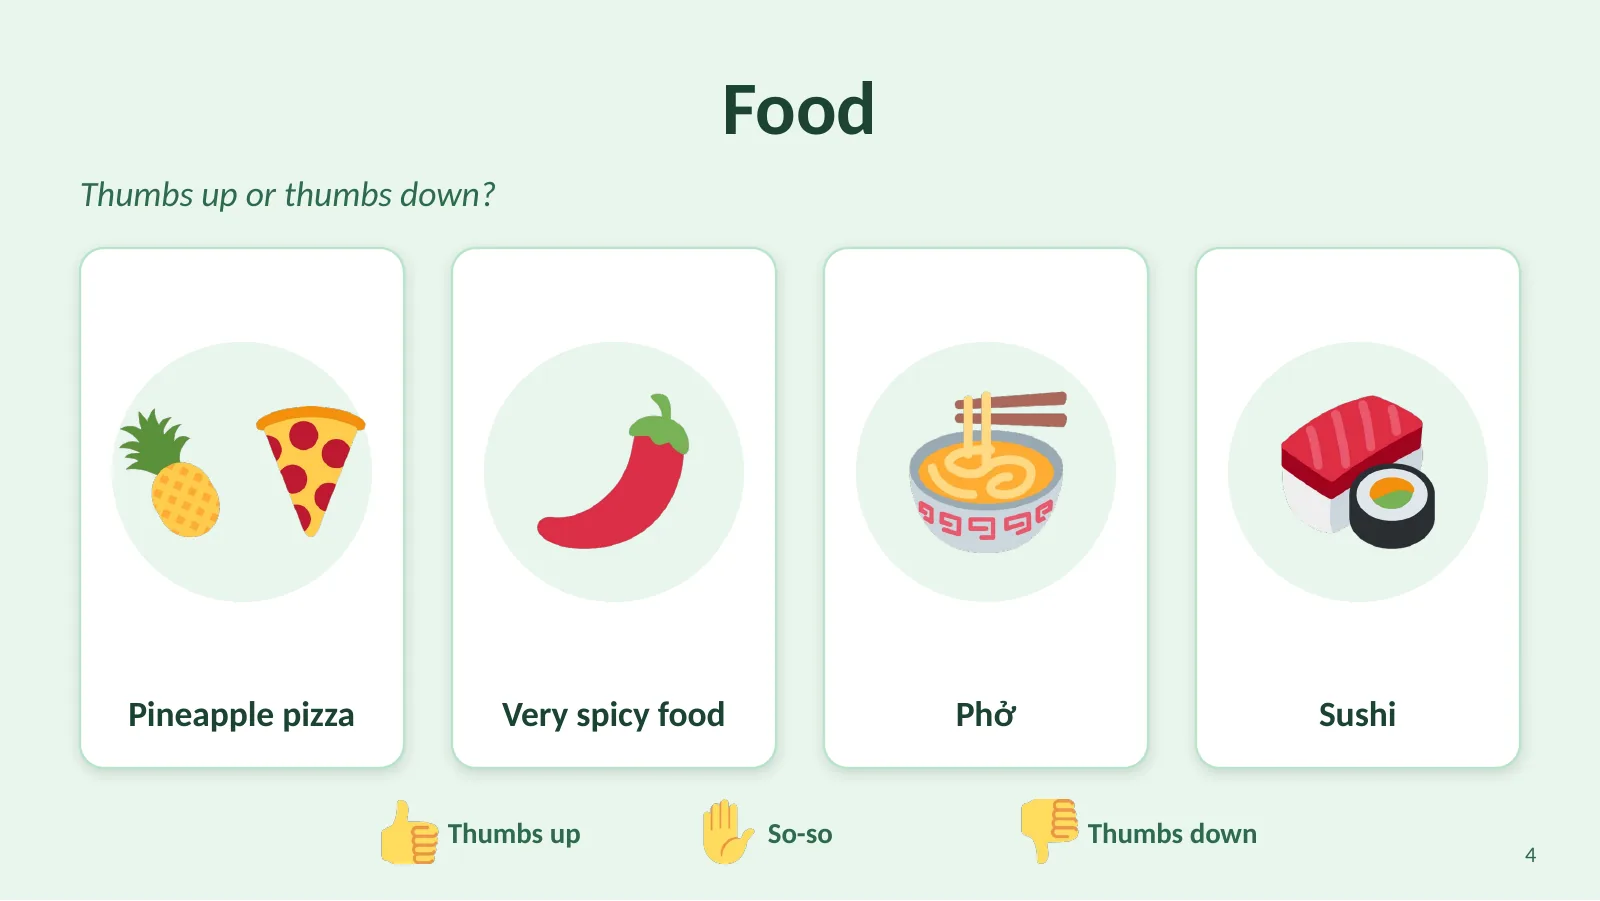 Food
Thumbs up or thumbs down?
Pineapple pizza
Very spicy food
Phở
Sushi
Thumbs up
So-so
Thumbs down
4